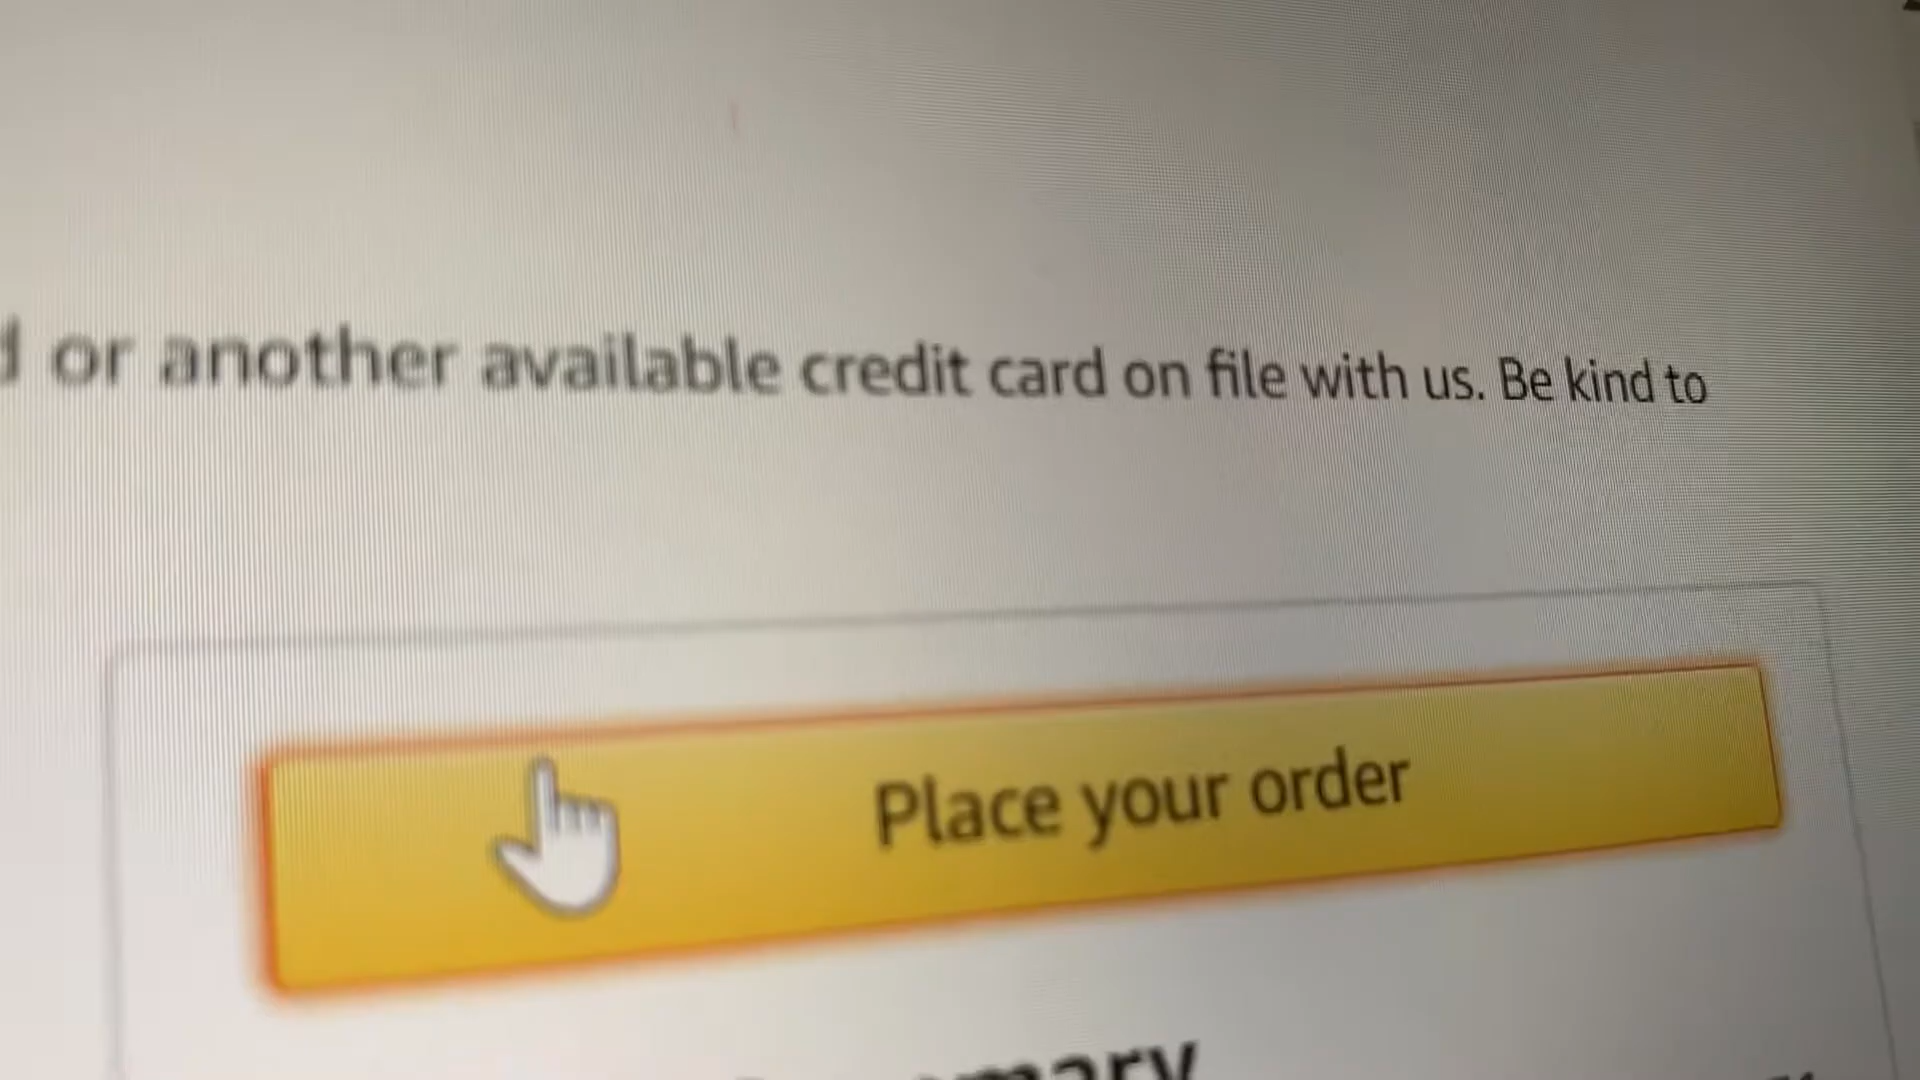 or another available credit card on file with us. Be kind to
Place your order